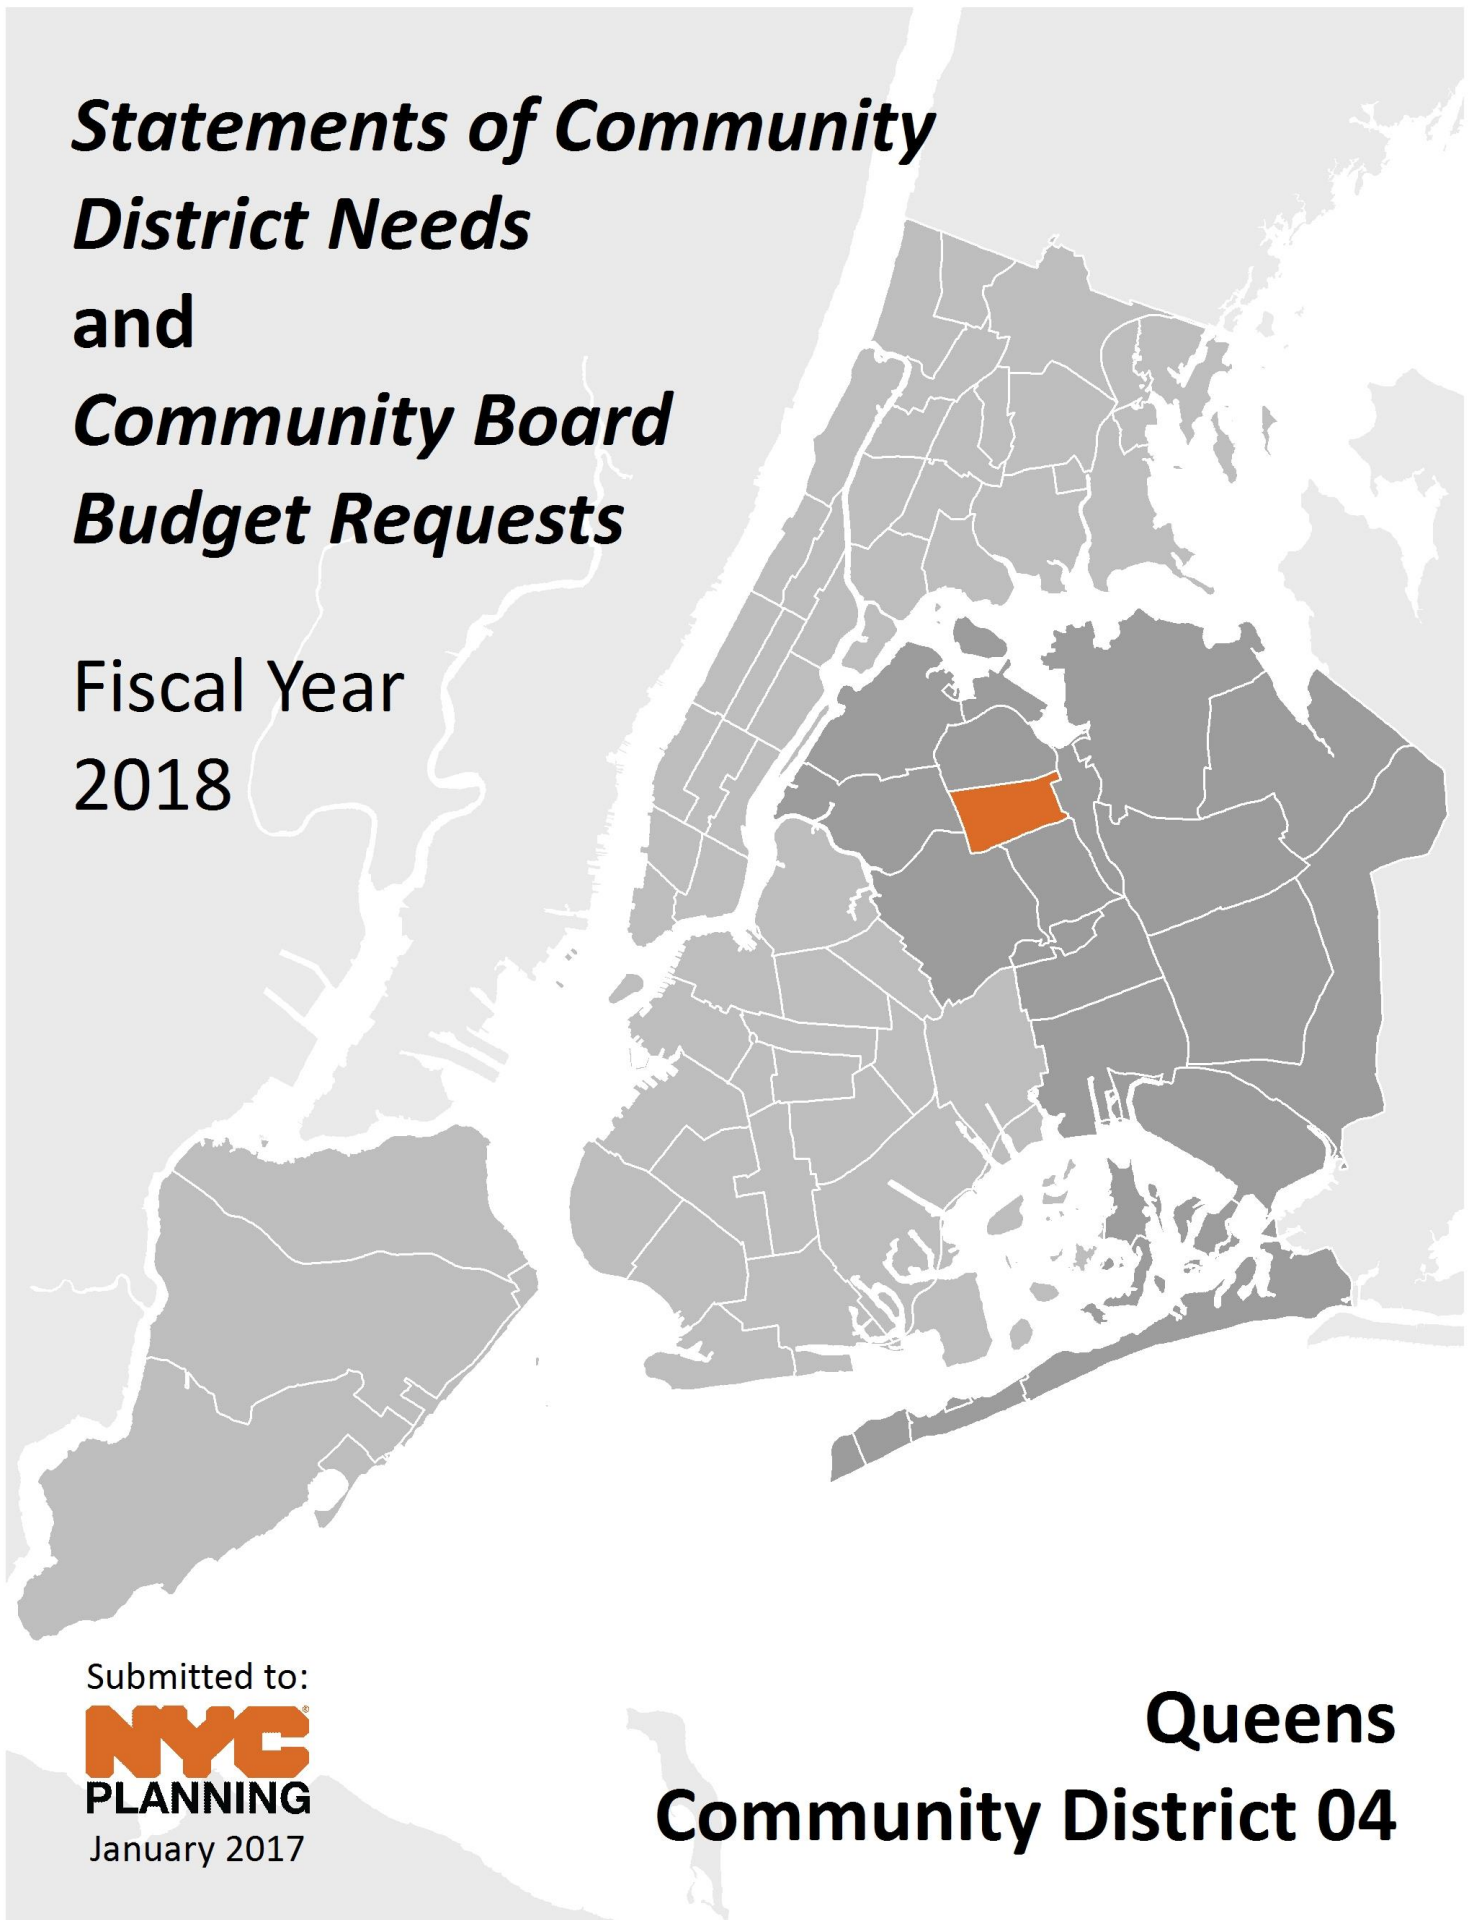 Statements of Community
District Needs
and
Community Board
Budget Requests
Fiscal Year
2018
Submitted to:
NYC®
PLANNING
January 2017
Queens
Community District 04